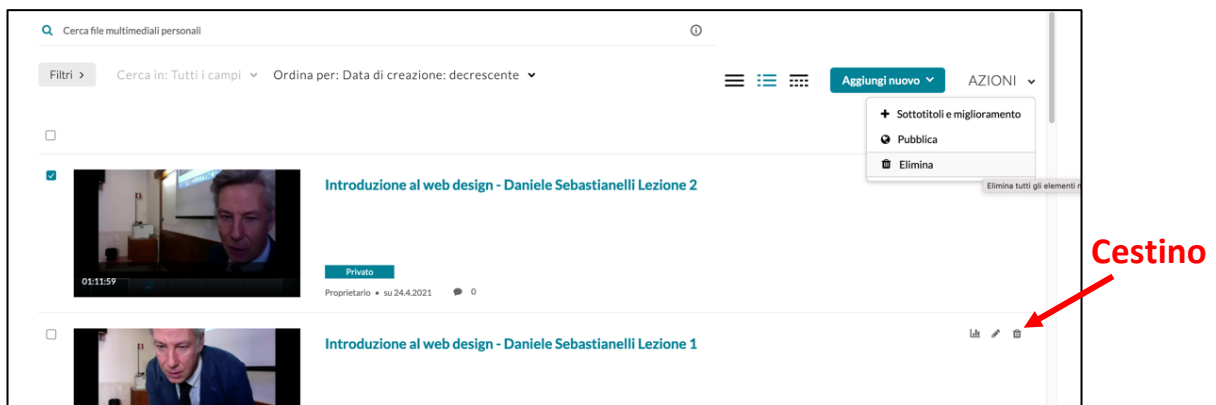 Cerca file multimediali personali
Filtri >
Cerca in: Tutti i campi
Ordina per: Data di creazione: decrescente
Aggiungi nuovo
AZIONI
Sottotitoli e miglioramento
Pubblica
Elimina
Elimina tutti gli elementi
Introduzione al web design - Daniele Sebastianelli Lezione 2
01:11:59
Privato
Proprietario • su 24.4.2021 0
Cestino
Introduzione al web design - Daniele Sebastianelli Lezione 1